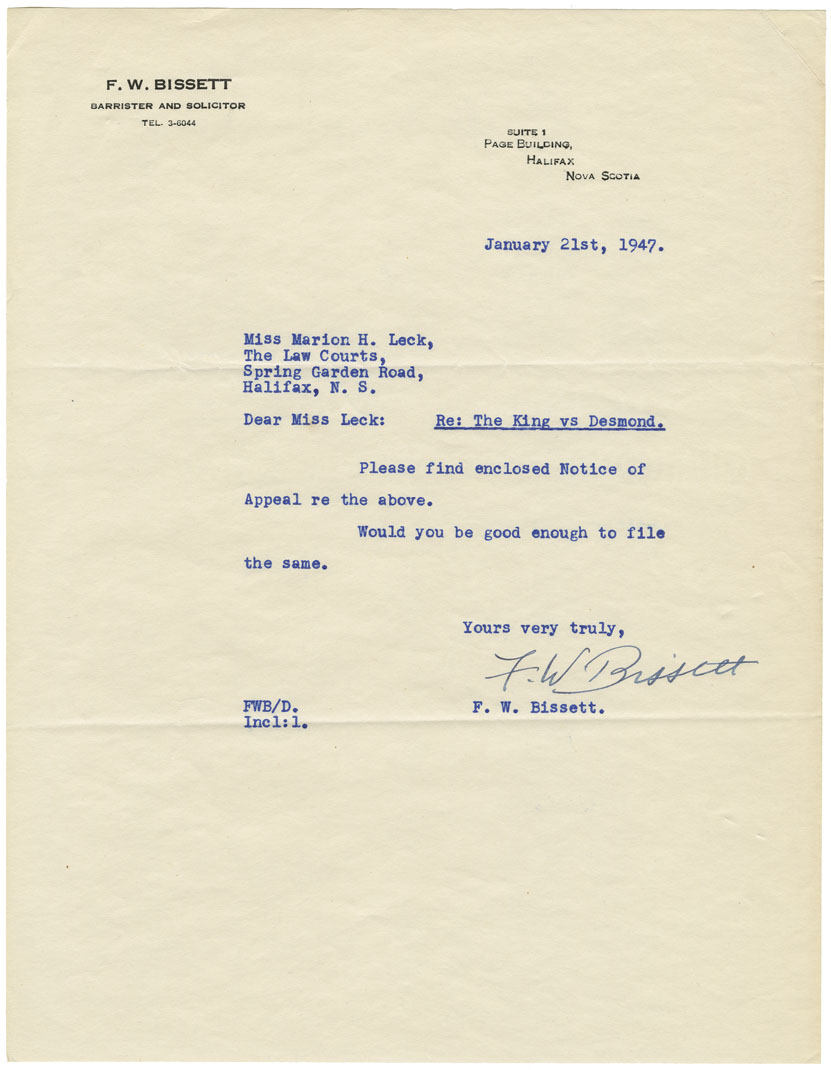 F. W. BISSETT
BARRISTER AND SOLICITOR
TEL. 3-6044
SUITE 1
PAGE BUILDING,
HALIFAX
NOVA SCOTIA
January 21st, 1947.
Miss Marion H. Leck,
The Law Courts,
Spring Garden Road,
Halifax, N. S.
Dear Miss Leck: Re: The King vs Desmond.
Please find enclosed Notice of
Appeal re the above.
Would you be good enough to file
the same.
Yours very truly,
F. W Bissett
FWB/D. F. W. Bissett.
Incl:1.